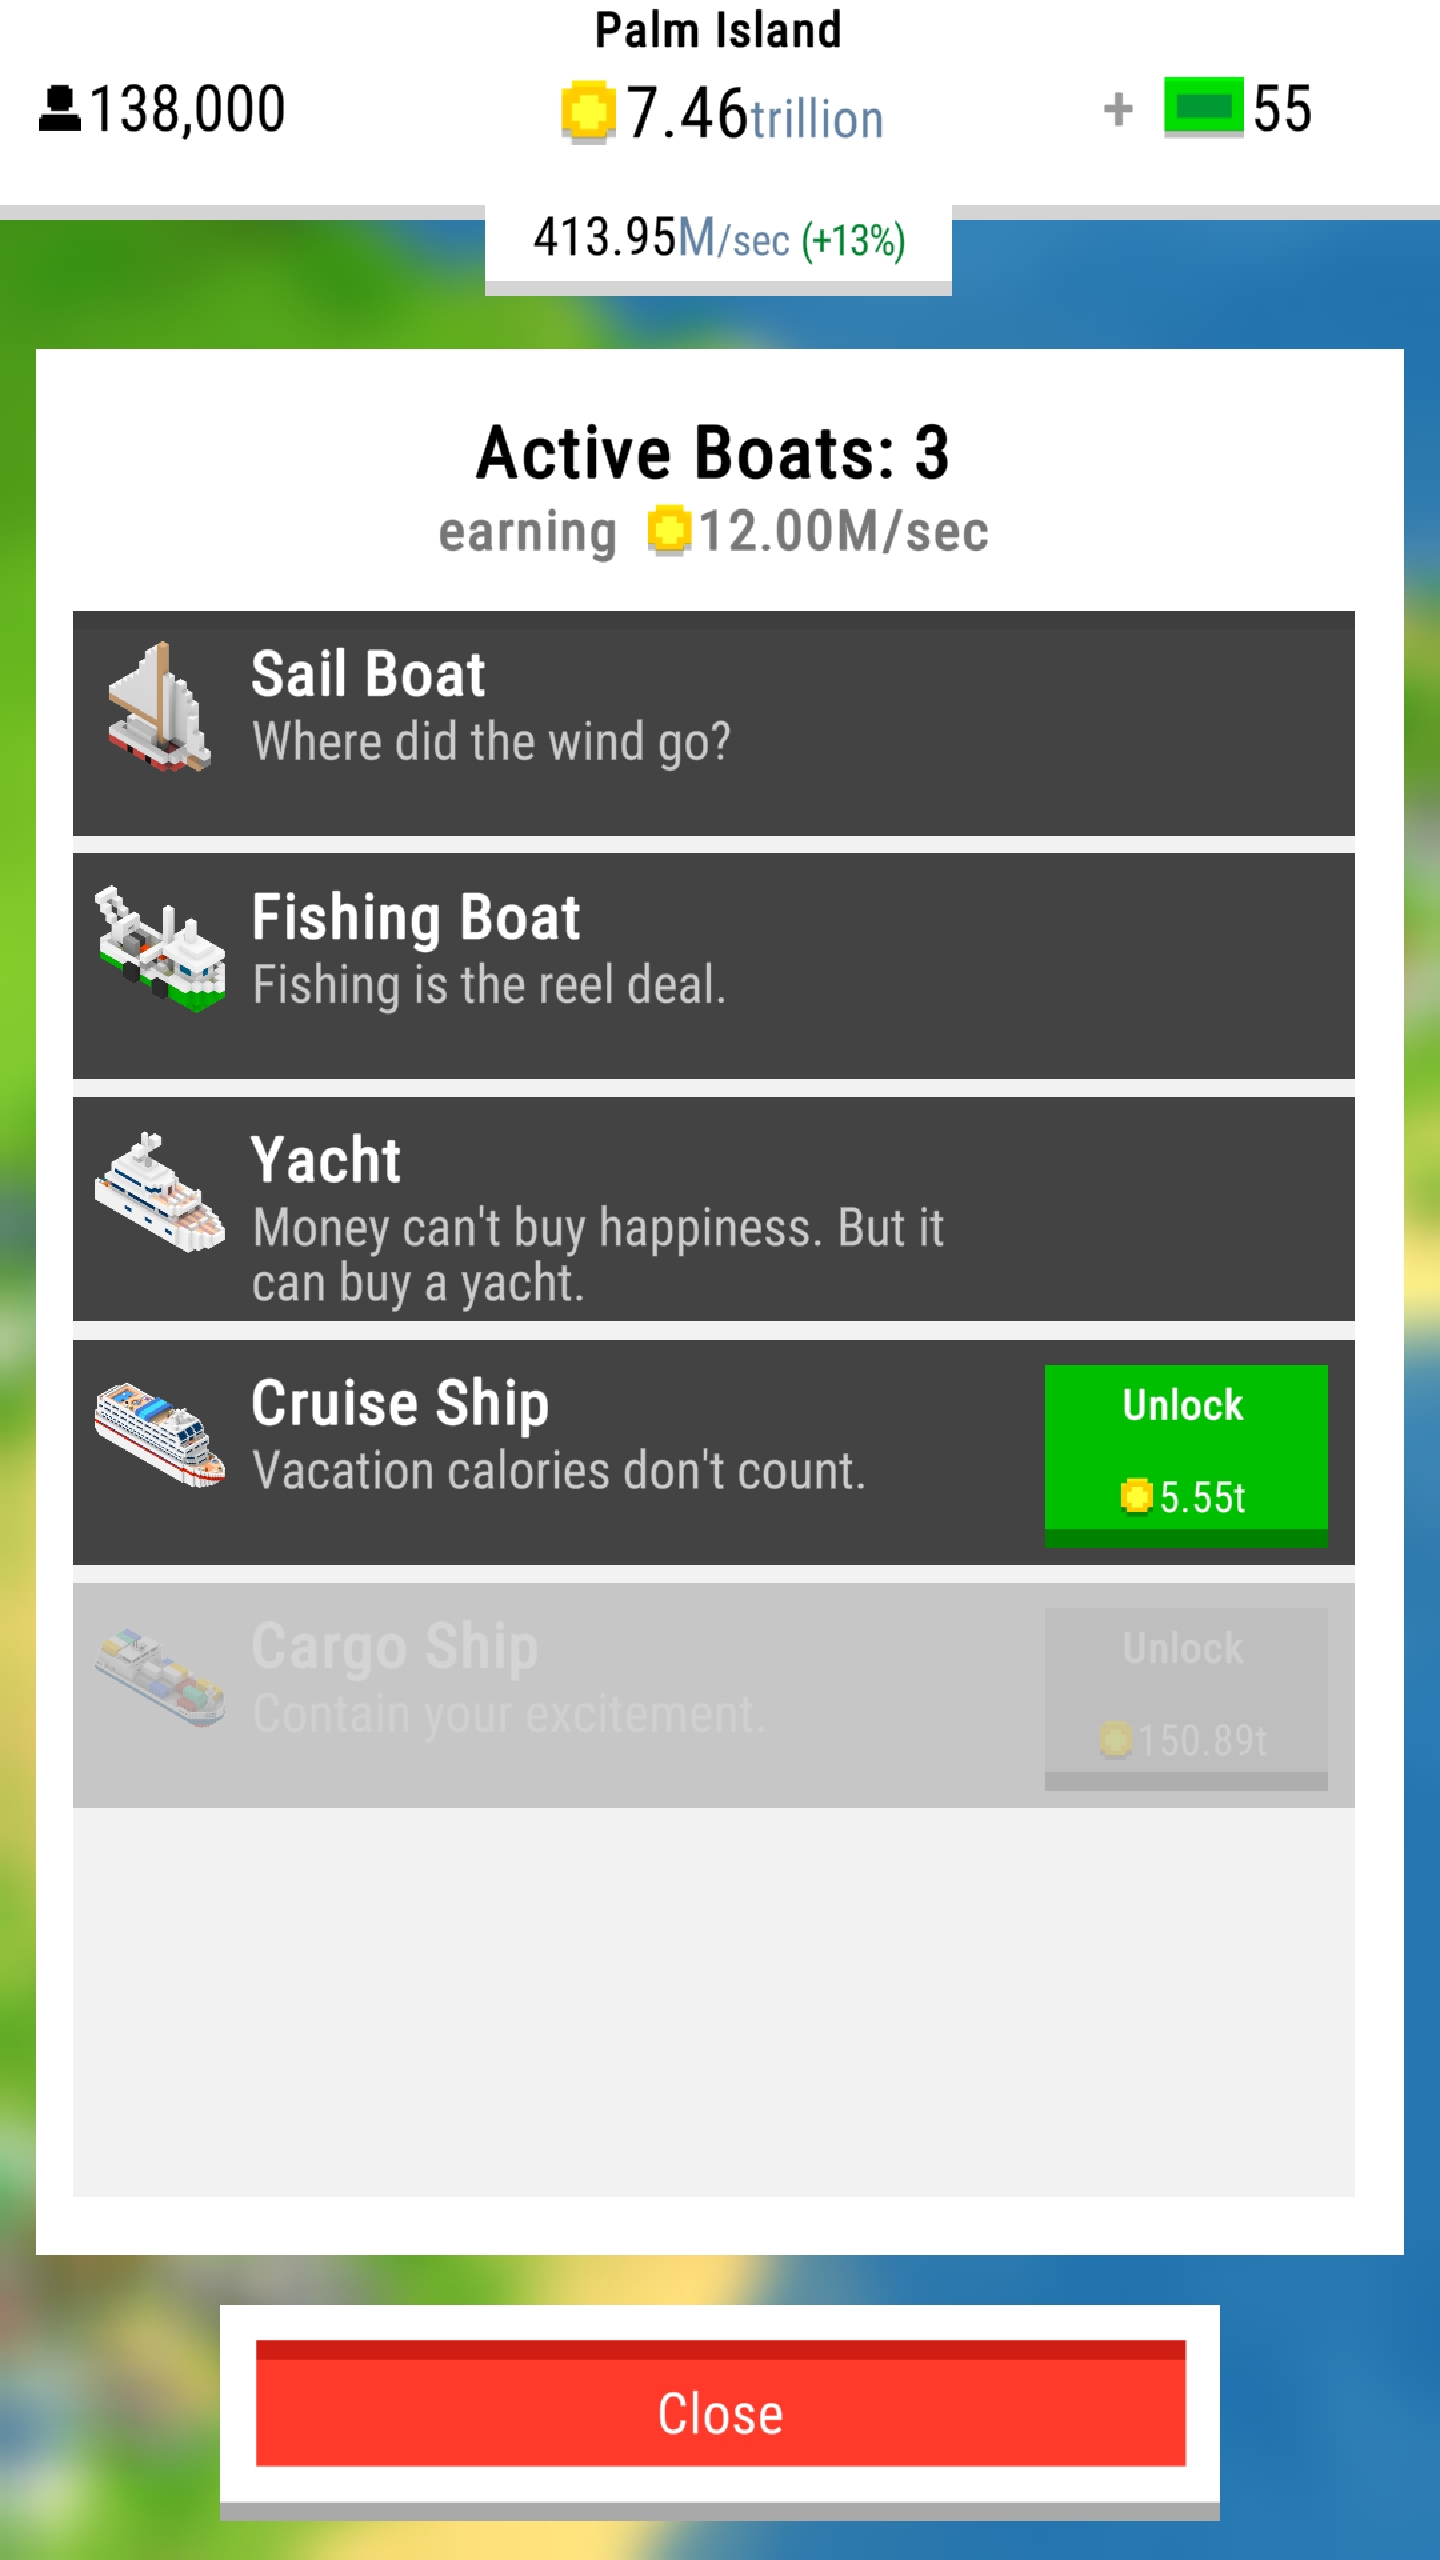 Palm Island
138,000
7.46trillion
+ 55
413.95M/sec (+13%)
Active Boats: 3
earning 12.00M/sec
Sail Boat
Where did the wind go?
Fishing Boat
Fishing is the reel deal.
Yacht
Money can't buy happiness. But it
can buy a yacht.
Cruise Ship
Vacation calories don't count.
Unlock
5.55t
Cargo Ship
Contain your excitement.
Unlock
150.89t
Close